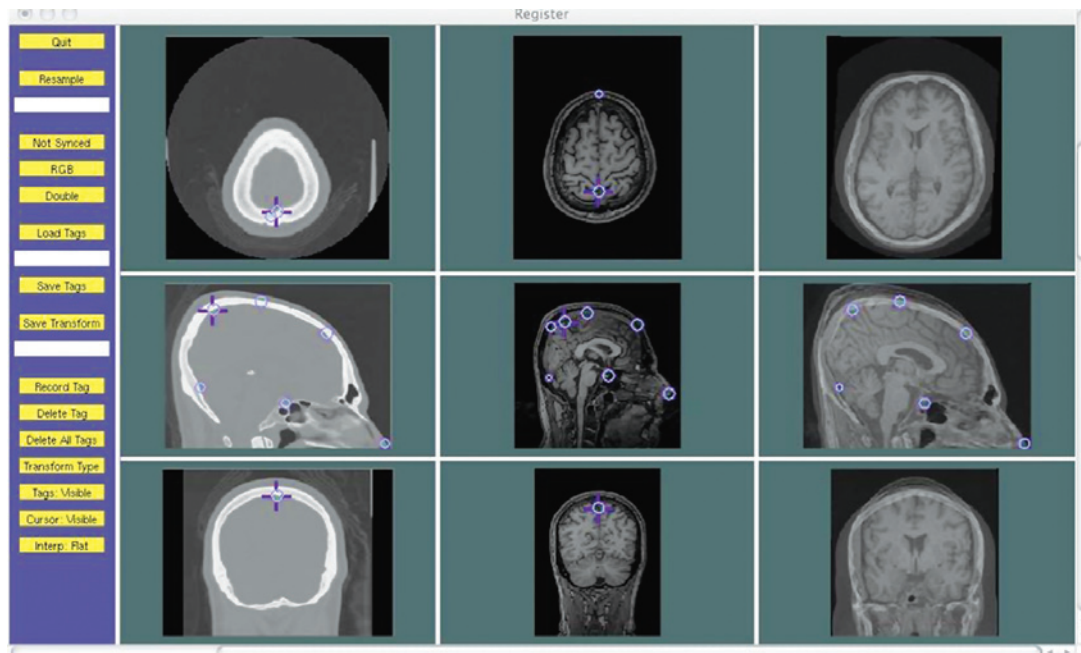 Register
Quit
Resample
Not Synced
RGB
Double
Load Tags
Save Tags
Save Transform
Record Tag
Delete Tag
Delete All Tags
Transform Type
Tags: Visible
Cursor: Visible
Interp: Flat